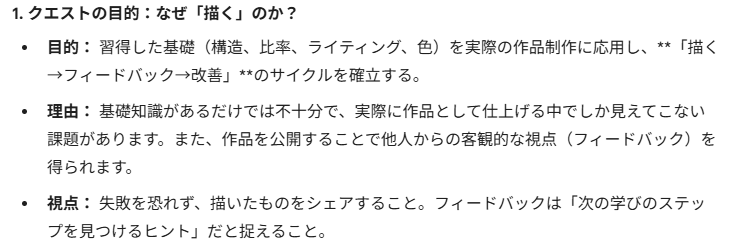 1. クエストの目的：なぜ「描く」のか？
• 目的： 習得した基礎（構造、比率、ライティング、色）を実際の作品制作に応用し、**「描く
→フィードバック→改善」**のサイクルを確立する。
• 理由： 基礎知識があるだけでは不十分で、実際に作品として仕上げる中でしか見えてこない
課題があります。また、作品を公開することで他人からの客観的な視点（フィードバック）を
得られます。
• 視点： 失敗を恐れず、描いたものをシェアすること。フィードバックは「次の学びのステッ
プを見つけるヒント」だと捉えること。